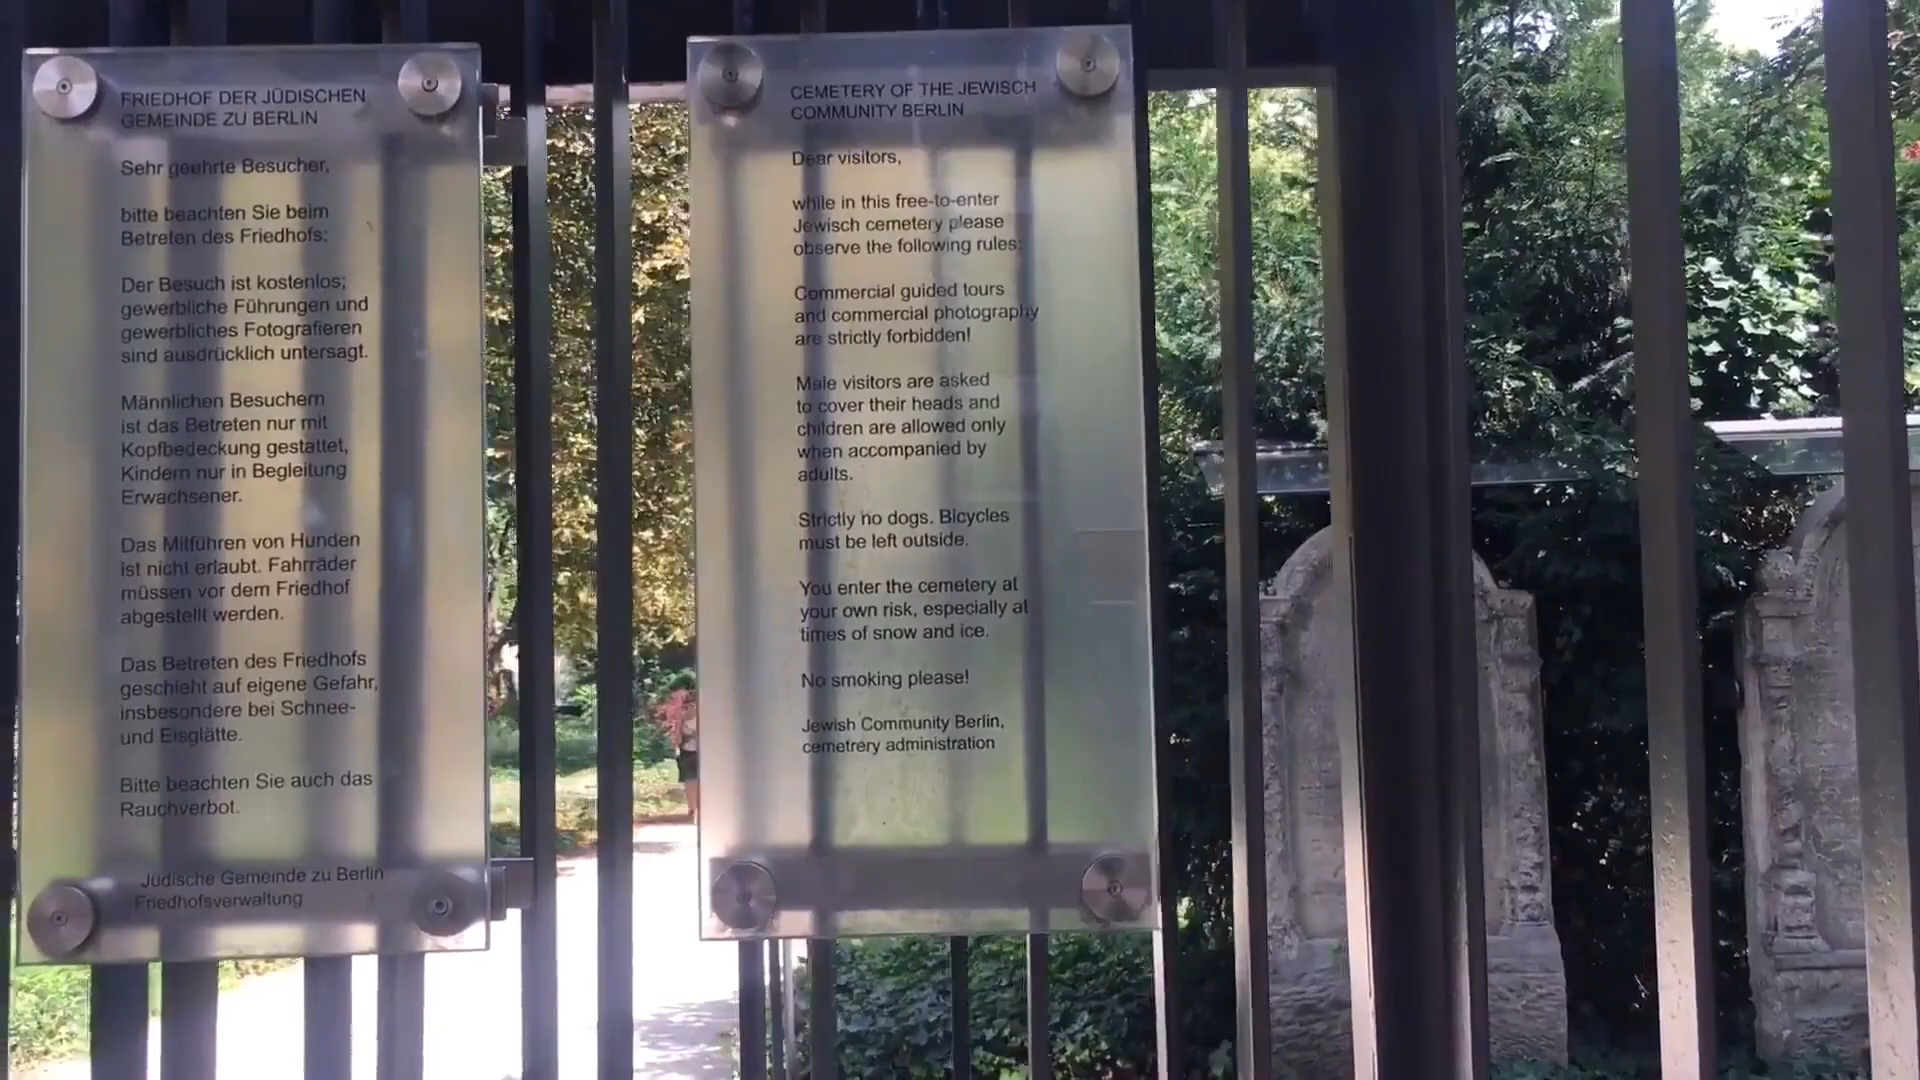 FRIEDHOF DER JÜDISCHEN
GEMEINDE ZU BERLIN
Sehr geehrte Besucher,
bitte beachten Sie beim
Betreten des Friedhofs:
Der Besuch ist kostenlos;
gewerbliche Führungen und
gewerbliches Fotografieren
sind ausdrücklich untersagt.
Männlichen Besuchern
ist das Betreten nur mit
Kopfbedeckung gestattet,
Kindern nur in Begleitung
Erwachsener.
Das Mitführen von Hunden
ist nicht erlaubt. Fahrräder
müssen vor dem Friedhof
abgestellt werden.
Das Betreten des Friedhofs
geschieht auf eigene Gefahr,
insbesondere bei Schnee-
und Eisglätte.
Bitte beachten Sie auch das
Rauchverbot.
Jüdische Gemeinde zu Berlin
Friedhofsverwaltung
CEMETERY OF THE JEWISCH
COMMUNITY BERLIN
Dear visitors,
while in this free-to-enter
Jewisch cemetery please
observe the following rules:
Commercial guided tours
and commercial photography
are strictly forbidden!
Male visitors are asked
to cover their heads and
children are allowed only
when accompanied by
adults.
Strictly no dogs. Bicycles
must be left outside.
You enter the cemetery at
your own risk, especially at
times of snow and ice.
No smoking please!
Jewish Community Berlin,
cemetrery administration